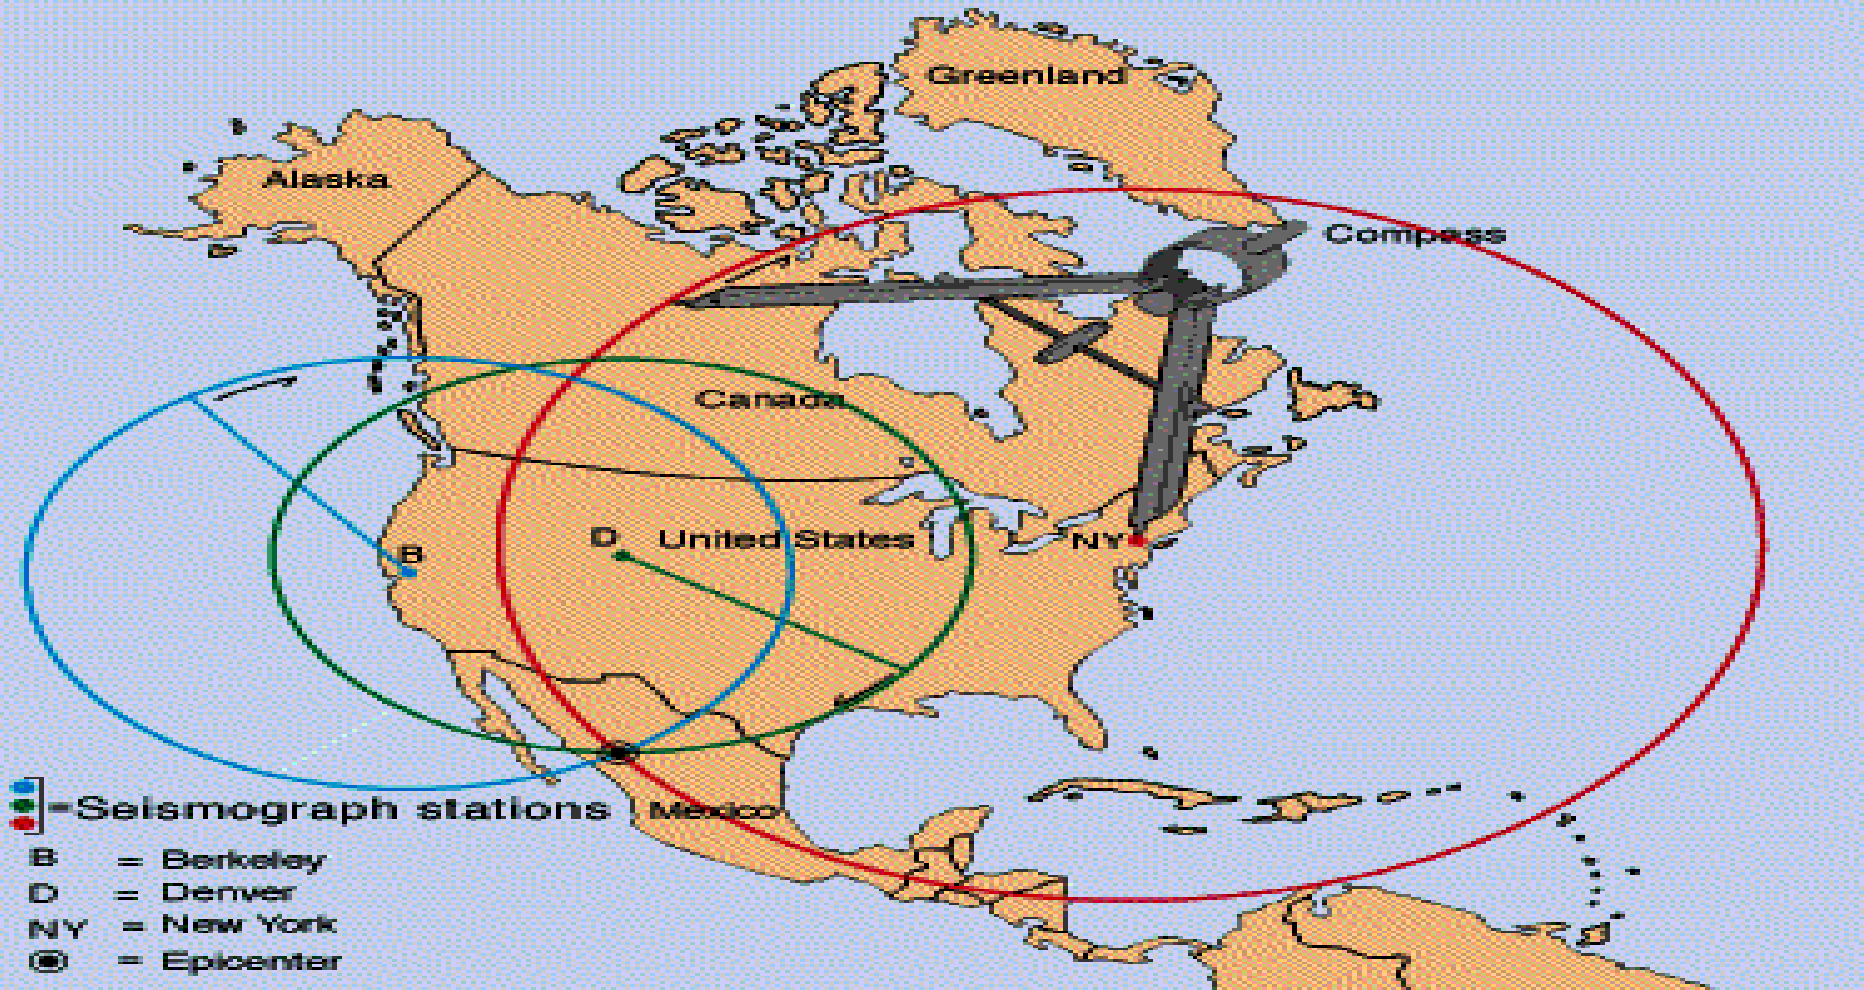 Greenland
Alaska
Compass
Canada
B
D
United States
NY
Mexico
=Seismograph stations
B = Berkeley
D = Denver
NY = New York
= Epicenter